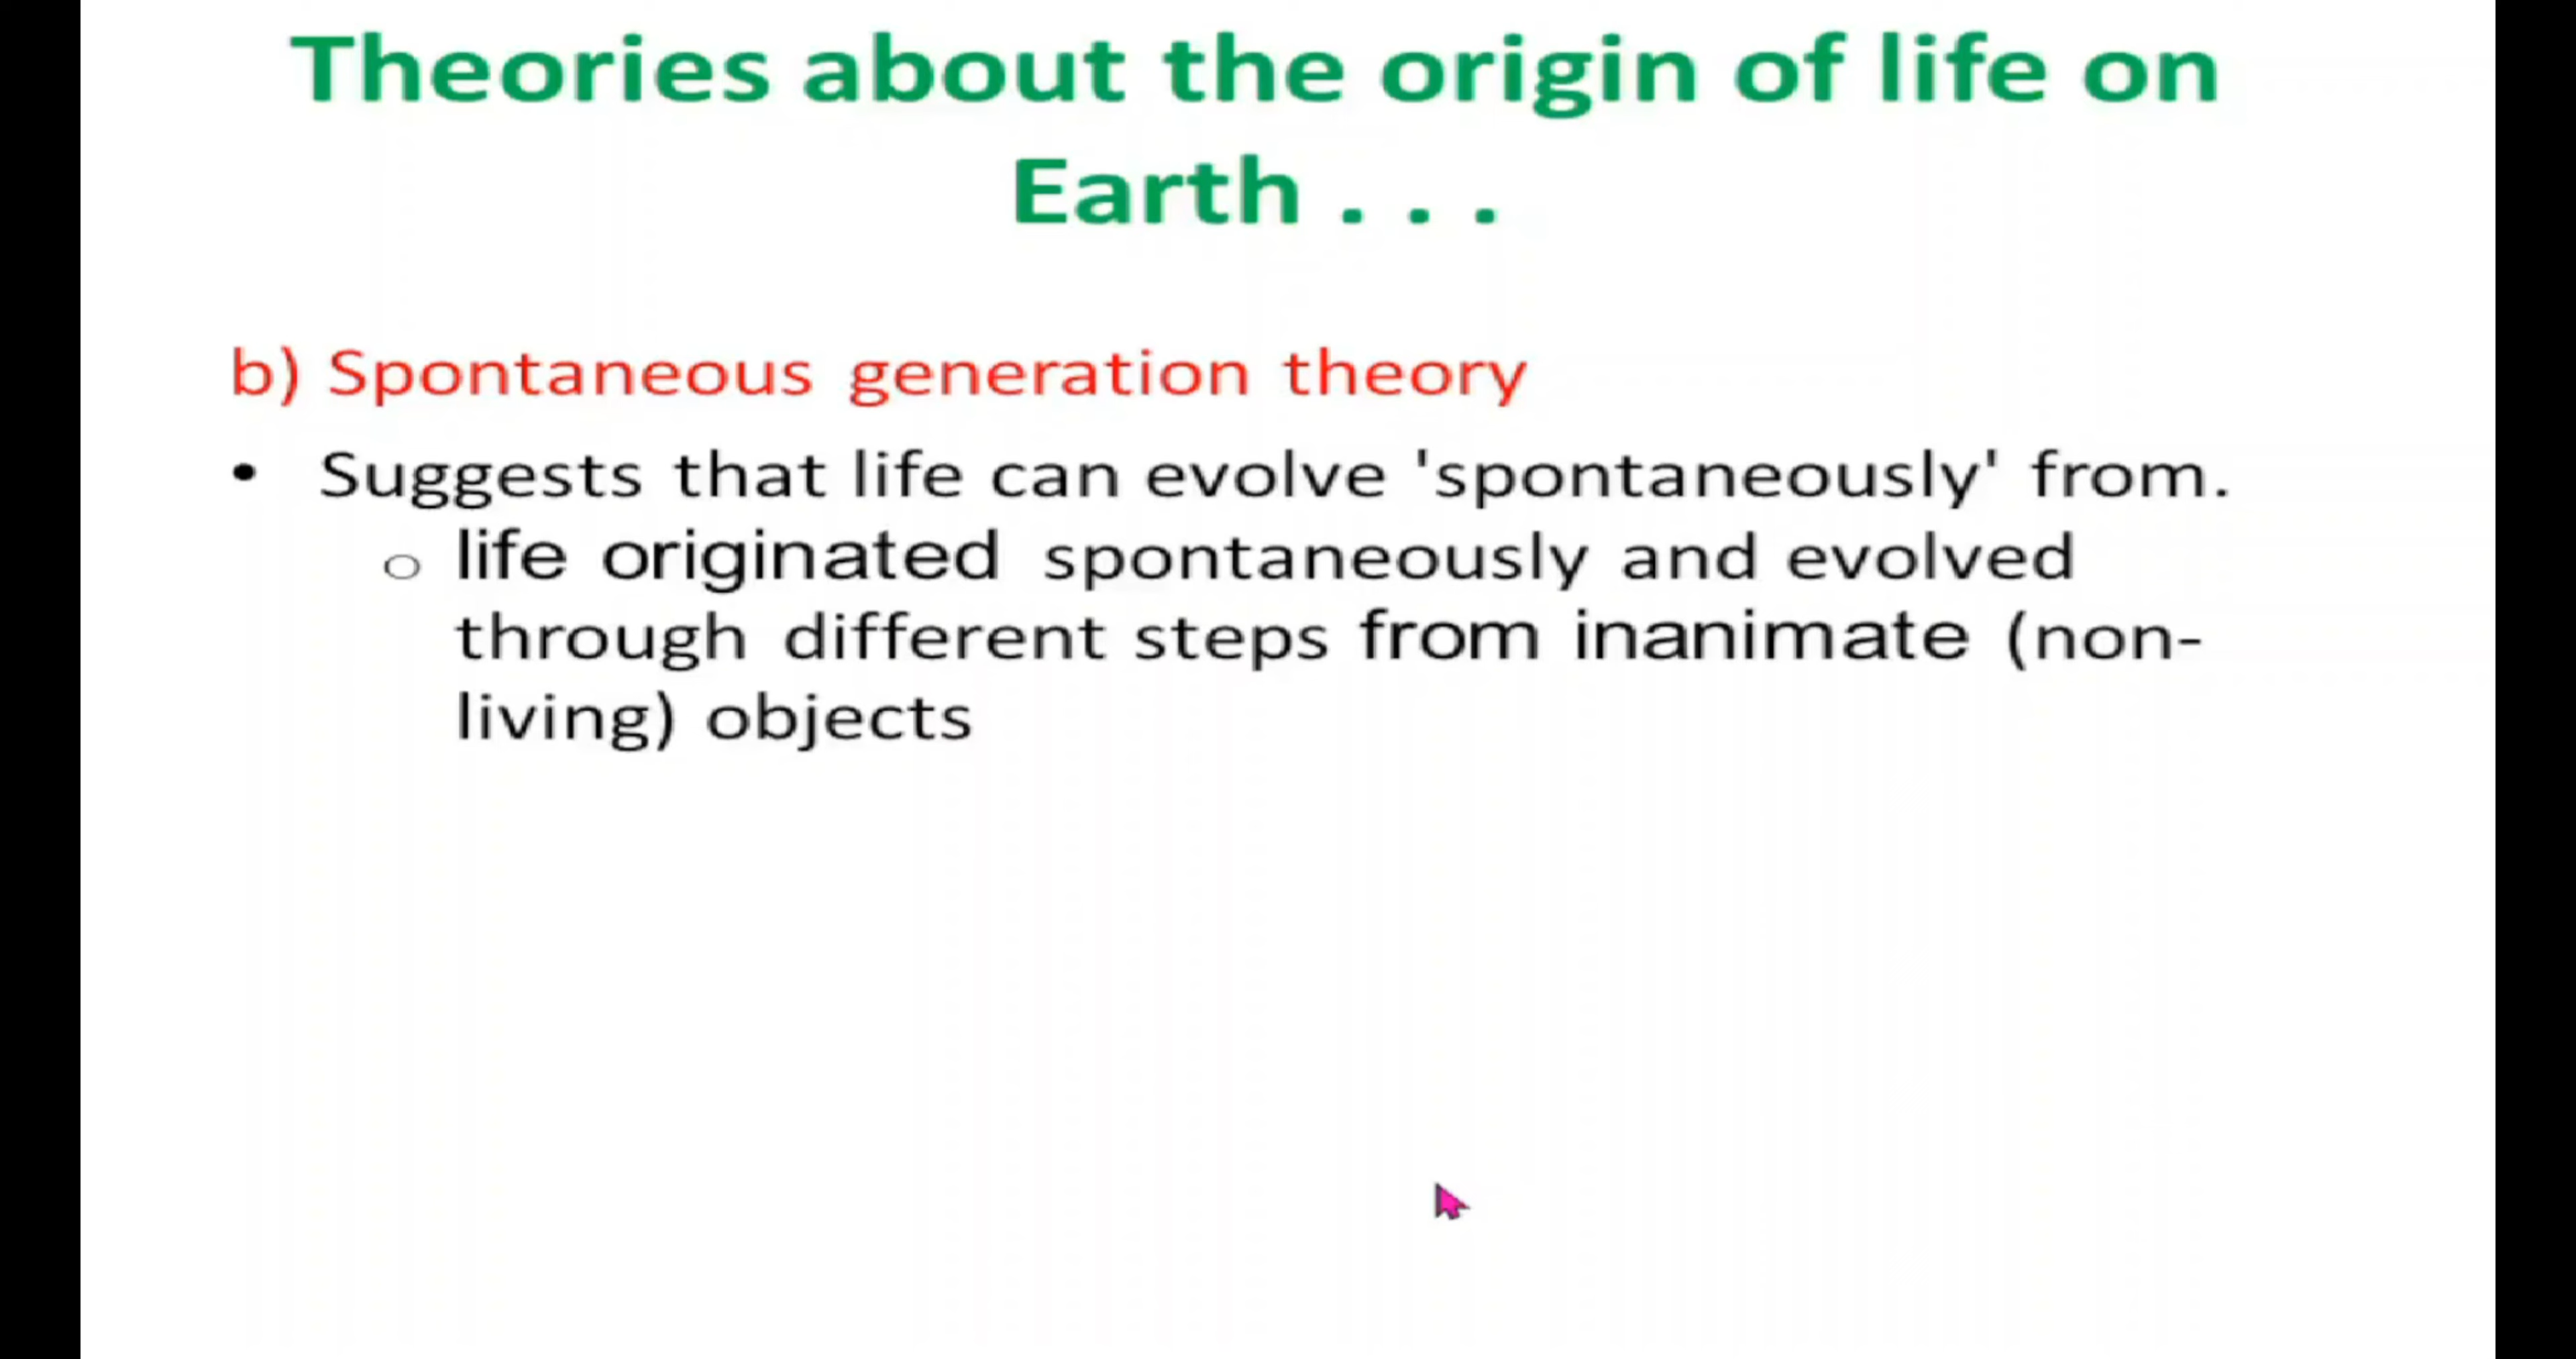 Theories about the origin of life on
Earth . . .
b) Spontaneous generation theory
• Suggests that life can evolve 'spontaneously' from.
o life originated spontaneously and evolved
through different steps from inanimate (non-
living) objects